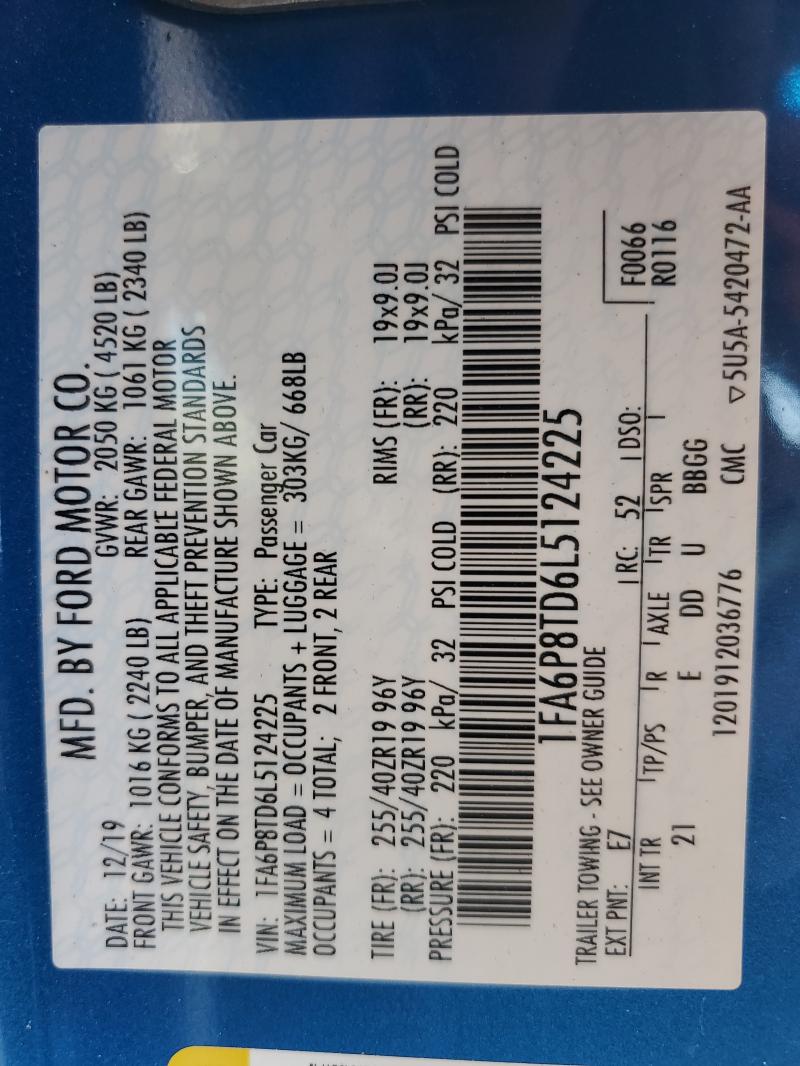 MFD. BY FORD MOTOR CO.
DATE: 12/19 GVWR: 2050 KG ( 4520 LB)
FRONT GAWR: 1016 KG ( 2240 LB) REAR GAWR: 1061 KG ( 2340 LB)
THIS VEHICLE CONFORMS TO ALL APPLICABLE FEDERAL MOTOR
VEHICLE SAFETY, BUMPER, AND THEFT PREVENTION STANDARDS
IN EFFECT ON THE DATE OF MANUFACTURE SHOWN ABOVE.
VIN: 1FA6P8TD6L5124225 TYPE: Passenger Car
MAXIMUM LOAD = OCCUPANTS + LUGGAGE = 303KG/ 668LB
OCCUPANTS = 4 TOTAL; 2 FRONT, 2 REAR
TIRE (FR): 255/40ZR19 96Y RIMS (FR): 19x9.0J
(RR): 255/40ZR19 96Y (RR): 19x9.0J
PRESSURE (FR): 220 kPa/ 32 PSI COLD (RR): 220 kPa/ 32 PSI COLD
1FA6P8TD6L5124225
TRAILER TOWING - SEE OWNER GUIDE
EXT PNT: E7 RC: 52 DSO: F0066
INT TR TP/PS R AXLE TR SPR R0116
21 E DD U BBGG
1201912036776 CMC ▽5U5A-5420472-AA